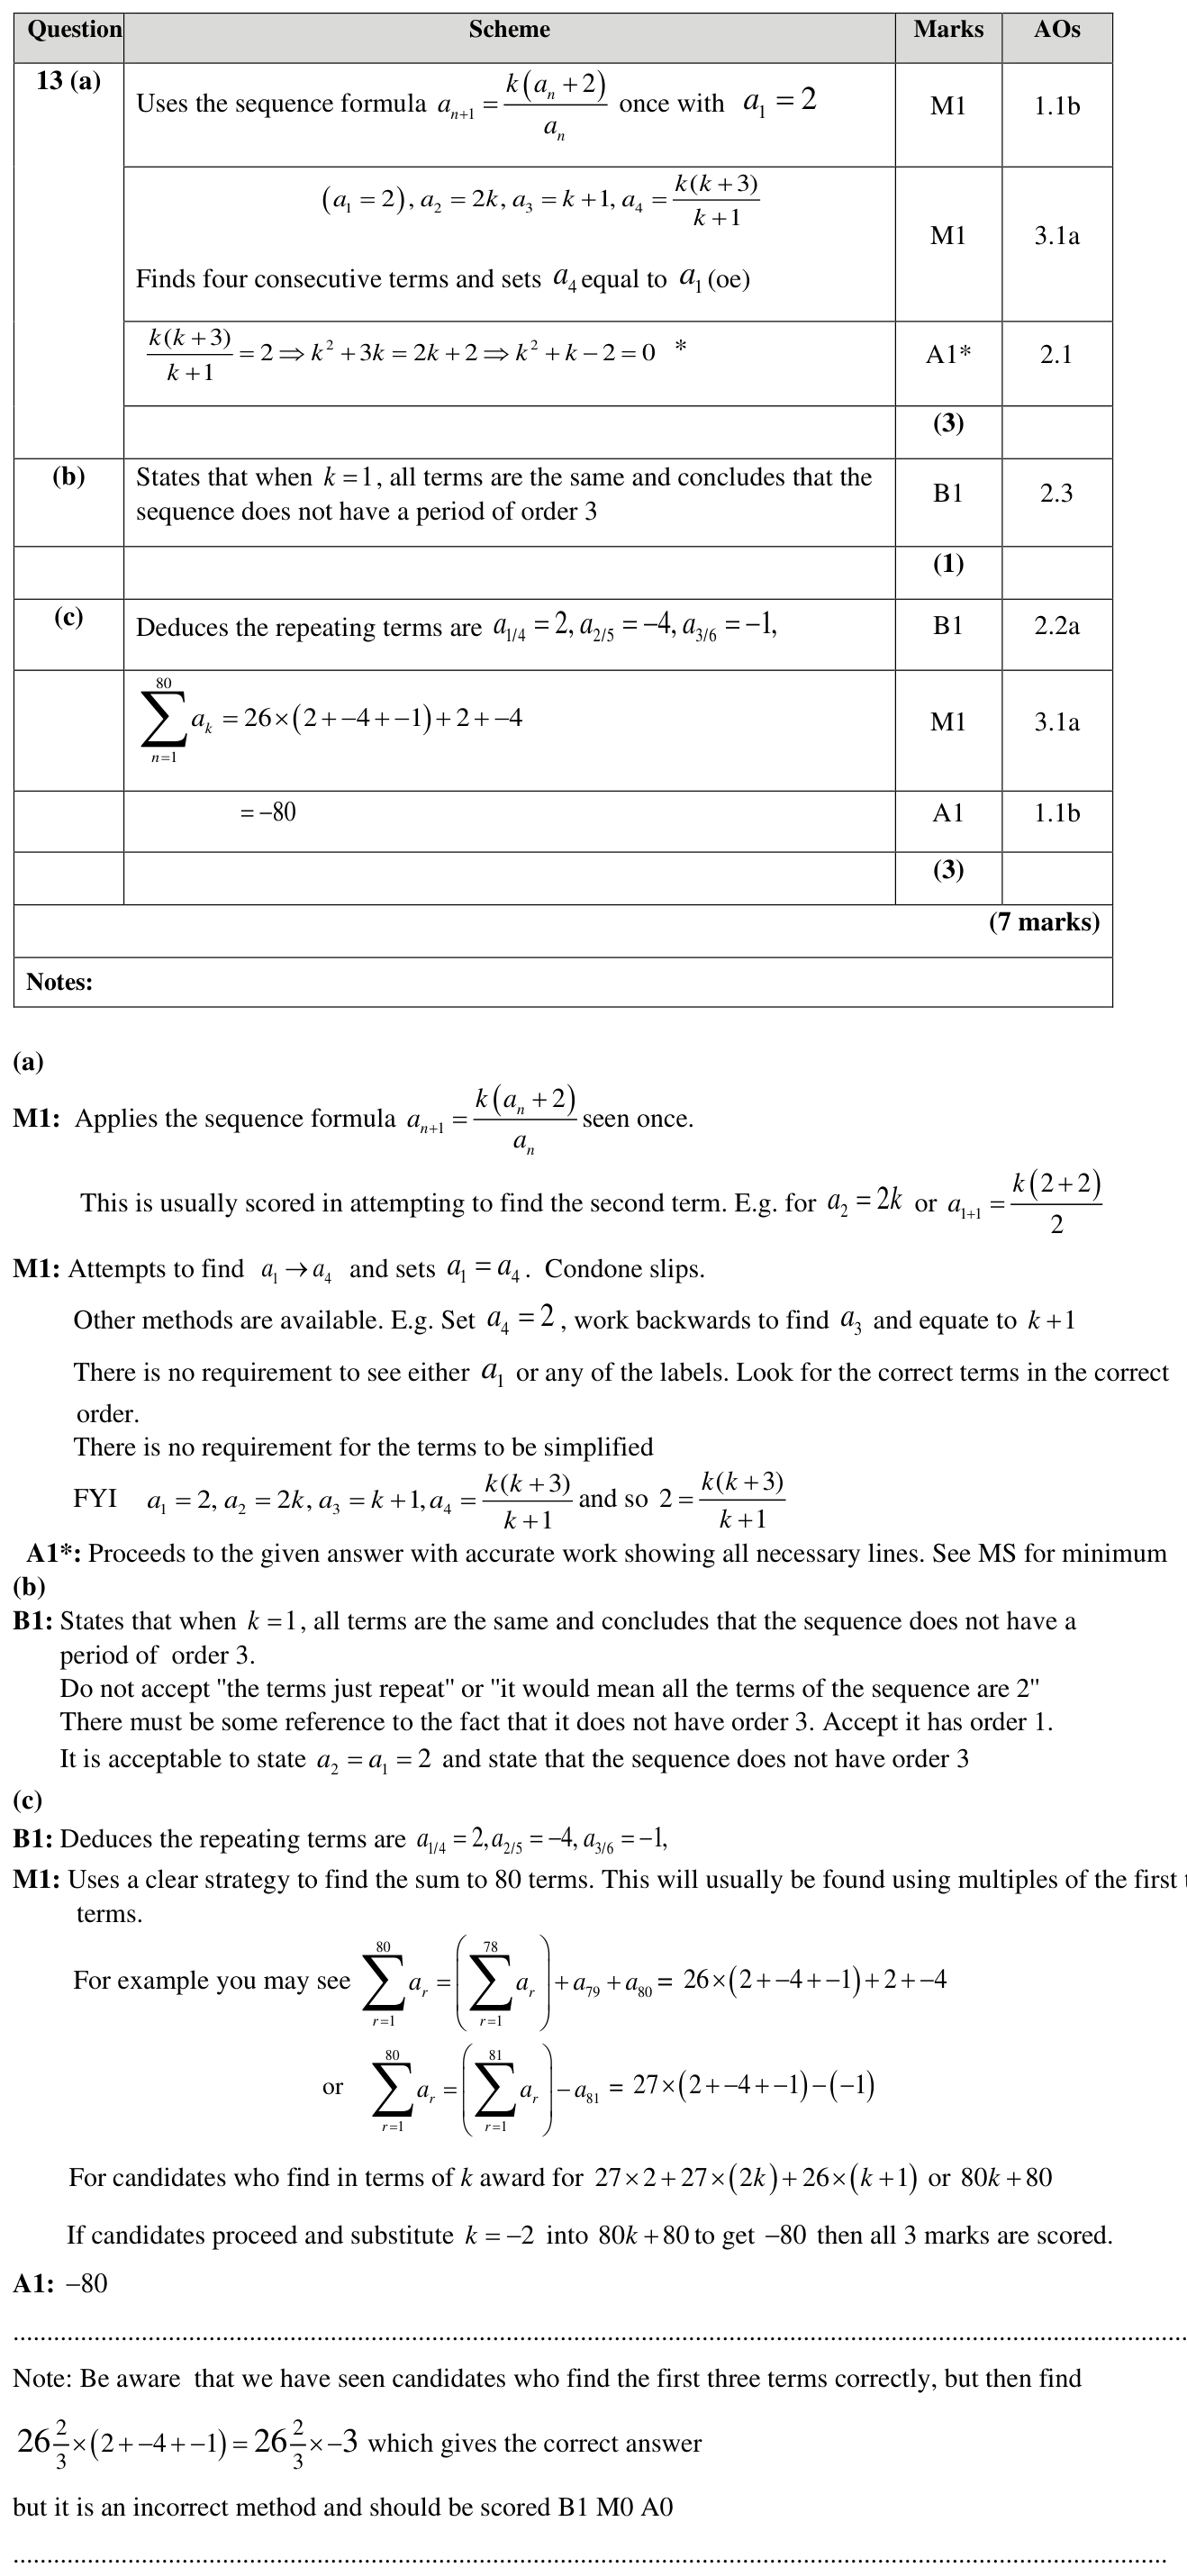 Question Scheme Marks AOs
13 (a) Uses the sequence formula a_{n+1} = k(a_n + 2)/a_n once with a_1 = 2 M1 1.1b
(a_1 = 2), a_2 = 2k, a_3 = k + 1, a_4 = k(k + 3)/(k + 1)
M1 3.1a
Finds four consecutive terms and sets a_4 equal to a_1 (oe)
k(k + 3)/(k + 1) = 2 ⇒ k² + 3k = 2k + 2 ⇒ k² + k − 2 = 0 * A1* 2.1
(3)
(b) States that when k = 1, all terms are the same and concludes that the
sequence does not have a period of order 3 B1 2.3
(1)
(c) Deduces the repeating terms are a_{1/4} = 2, a_{2/5} = −4, a_{3/6} = −1, B1 2.2a
∑_{n=1}^{80} a_k = 26×(2 + −4 + −1) + 2 + −4 M1 3.1a
= −80 A1 1.1b
(3)
(7 marks)
Notes:
(a)
M1: Applies the sequence formula a_{n+1} = k(a_n + 2)/a_n seen once.
This is usually scored in attempting to find the second term. E.g. for a_2 = 2k or a_{1+1} = k(2 + 2)/2
M1: Attempts to find a_1 → a_4 and sets a_1 = a_4. Condone slips.
Other methods are available. E.g. Set a_4 = 2, work backwards to find a_3 and equate to k + 1
There is no requirement to see either a_1 or any of the labels. Look for the correct terms in the correct
order.
There is no requirement for the terms to be simplified
FYI a_1 = 2, a_2 = 2k, a_3 = k + 1, a_4 = k(k + 3)/(k + 1) and so 2 = k(k + 3)/(k + 1)
A1*: Proceeds to the given answer with accurate work showing all necessary lines. See MS for minimum
(b)
B1: States that when k = 1, all terms are the same and concludes that the sequence does not have a
period of order 3.
Do not accept "the terms just repeat" or "it would mean all the terms of the sequence are 2"
There must be some reference to the fact that it does not have order 3. Accept it has order 1.
It is acceptable to state a_2 = a_1 = 2 and state that the sequence does not have order 3
(c)
B1: Deduces the repeating terms are a_{1/4} = 2, a_{2/5} = −4, a_{3/6} = −1,
M1: Uses a clear strategy to find the sum to 80 terms. This will usually be found using multiples of the first
terms.
For example you may see ∑_{r=1}^{80} a_r = (∑_{r=1}^{78} a_r) + a_79 + a_80 = 26×(2 + −4 + −1) + 2 + −4
or ∑_{r=1}^{80} a_r = (∑_{r=1}^{81} a_r) − a_81 = 27×(2 + −4 + −1) − (−1)
For candidates who find in terms of k award for 27×2 + 27×(2k) + 26×(k + 1) or 80k + 80
If candidates proceed and substitute k = −2 into 80k + 80 to get −80 then all 3 marks are scored.
A1: −80
Note: Be aware that we have seen candidates who find the first three terms correctly, but then find
26 2/3 ×(2 + −4 + −1) = 26 2/3 × −3 which gives the correct answer
but it is an incorrect method and should be scored B1 M0 A0